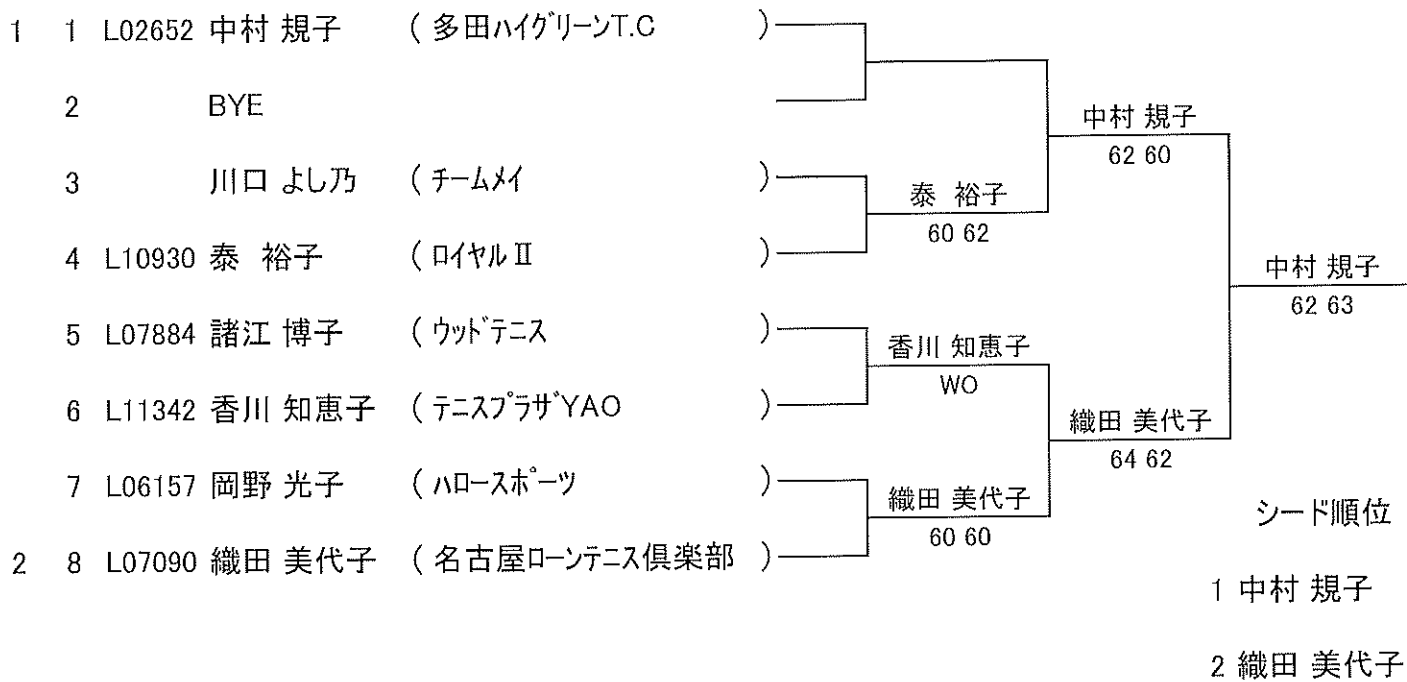 1 1 L02652 中村 規子 ( 多田ハイグリーンT.C )
2 BYE
中村 規子
62 60
3 川口 よし乃 ( チームメイ )
泰 裕子
60 62
4 L10930 泰 裕子 ( ロイヤルⅡ )
中村 規子
62 63
5 L07884 諸江 博子 ( ウッドテニス )
香川 知恵子
WO
6 L11342 香川 知恵子 ( テニスプラザYAO )
織田 美代子
64 62
7 L06157 岡野 光子 ( ハロースポーツ )
織田 美代子
60 60
シード順位
2 8 L07090 織田 美代子 ( 名古屋ローンテニス倶楽部 )
1 中村 規子
2 織田 美代子